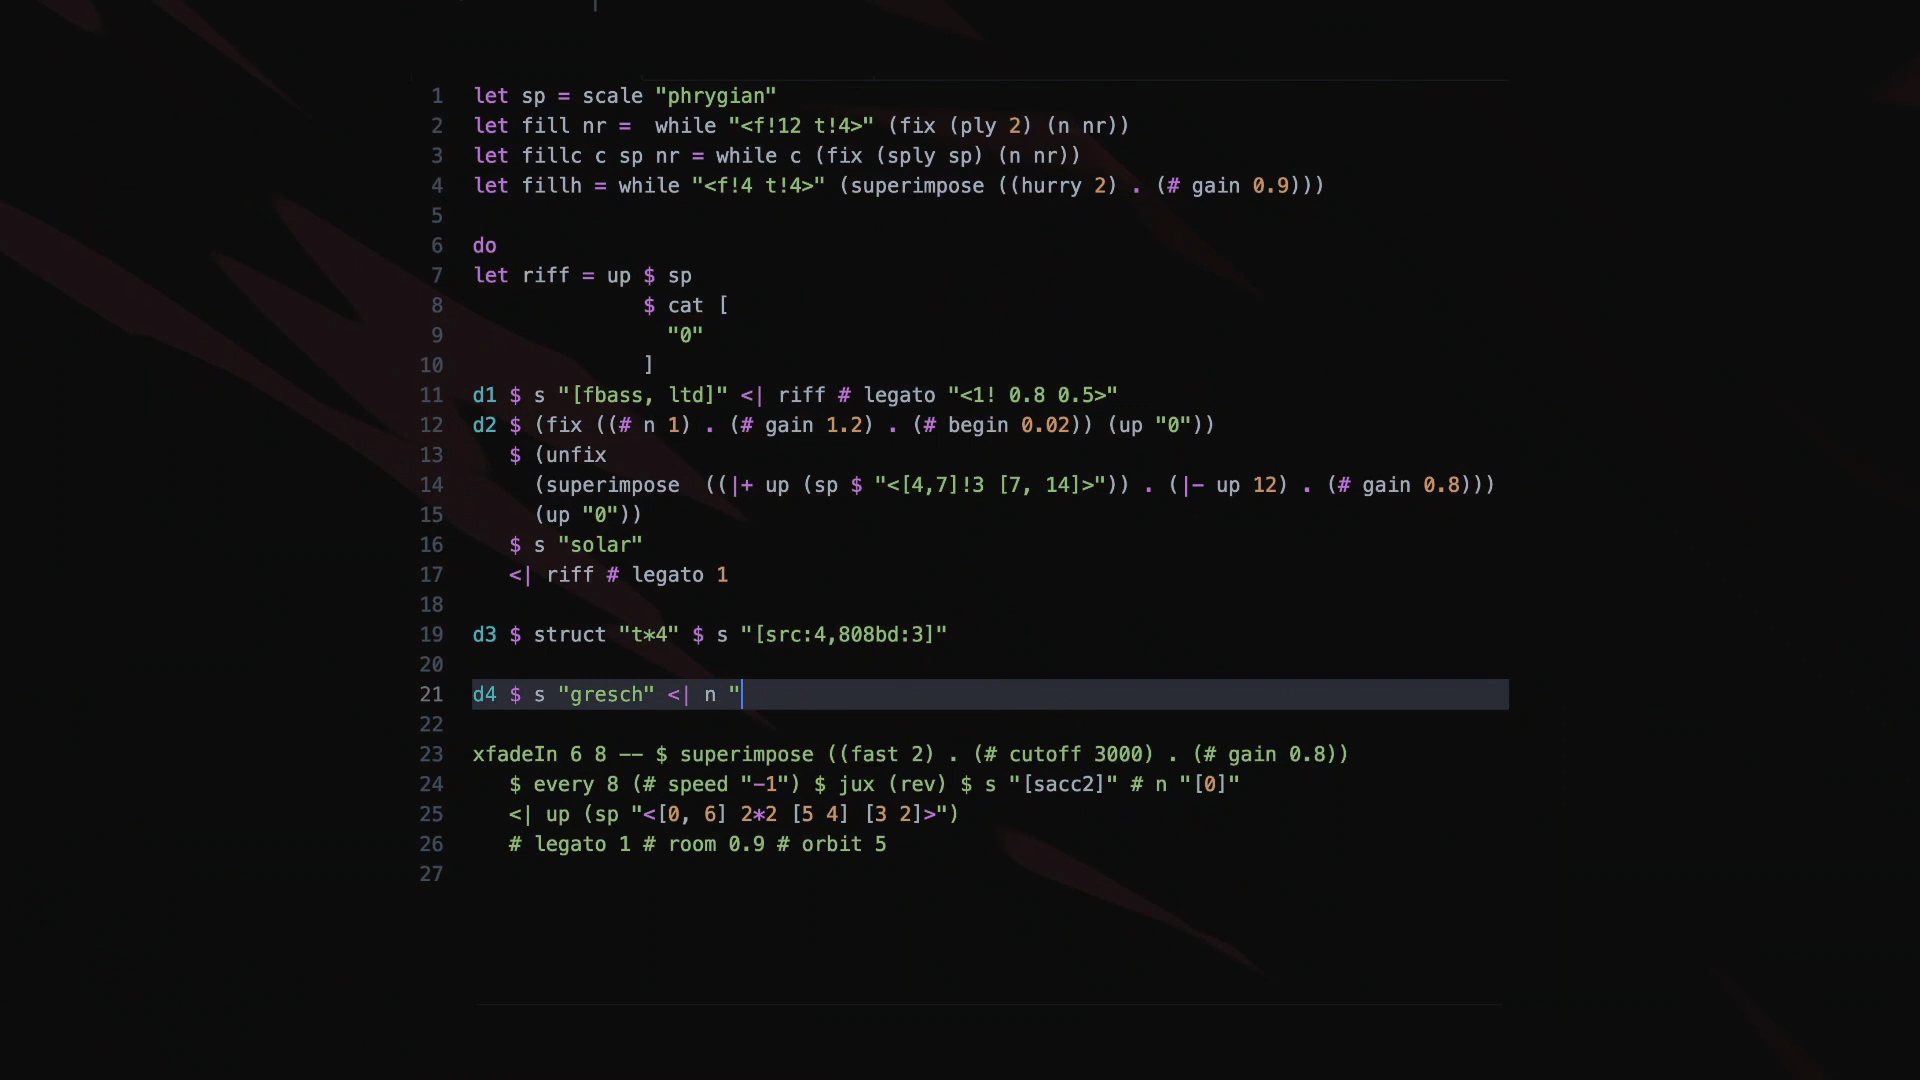 1 let sp = scale "phrygian"
2 let fill nr =  while "<f!12 t!4>" (fix (ply 2) (n nr))
3 let fillc c sp nr = while c (fix (sply sp) (n nr))
4 let fillh = while "<f!4 t!4>" (superimpose ((hurry 2) . (# gain 0.9)))
5
6 do
7 let riff = up $ sp
8               $ cat [
9                 "0"
10               ]
11 d1 $ s "[fbass, ltd]" <| riff # legato "<1! 0.8 0.5>"
12 d2 $ (fix ((# n 1) . (# gain 1.2) . (# begin 0.02)) (up "0"))
13    $ (unfix
14      (superimpose  ((|+ up (sp $ "<[4,7]!3 [7, 14]>")) . (|- up 12) . (# gain 0.8)))
15      (up "0"))
16    $ s "solar"
17    <| riff # legato 1
18
19 d3 $ struct "t*4" $ s "[src:4,808bd:3]"
20
21 d4 $ s "gresch" <| n "
22
23 xfadeIn 6 8 -- $ superimpose ((fast 2) . (# cutoff 3000) . (# gain 0.8))
24    $ every 8 (# speed "-1") $ jux (rev) $ s "[sacc2]" # n "[0]"
25    <| up (sp "<[0, 6] 2*2 [5 4] [3 2]>")
26    # legato 1 # room 0.9 # orbit 5
27